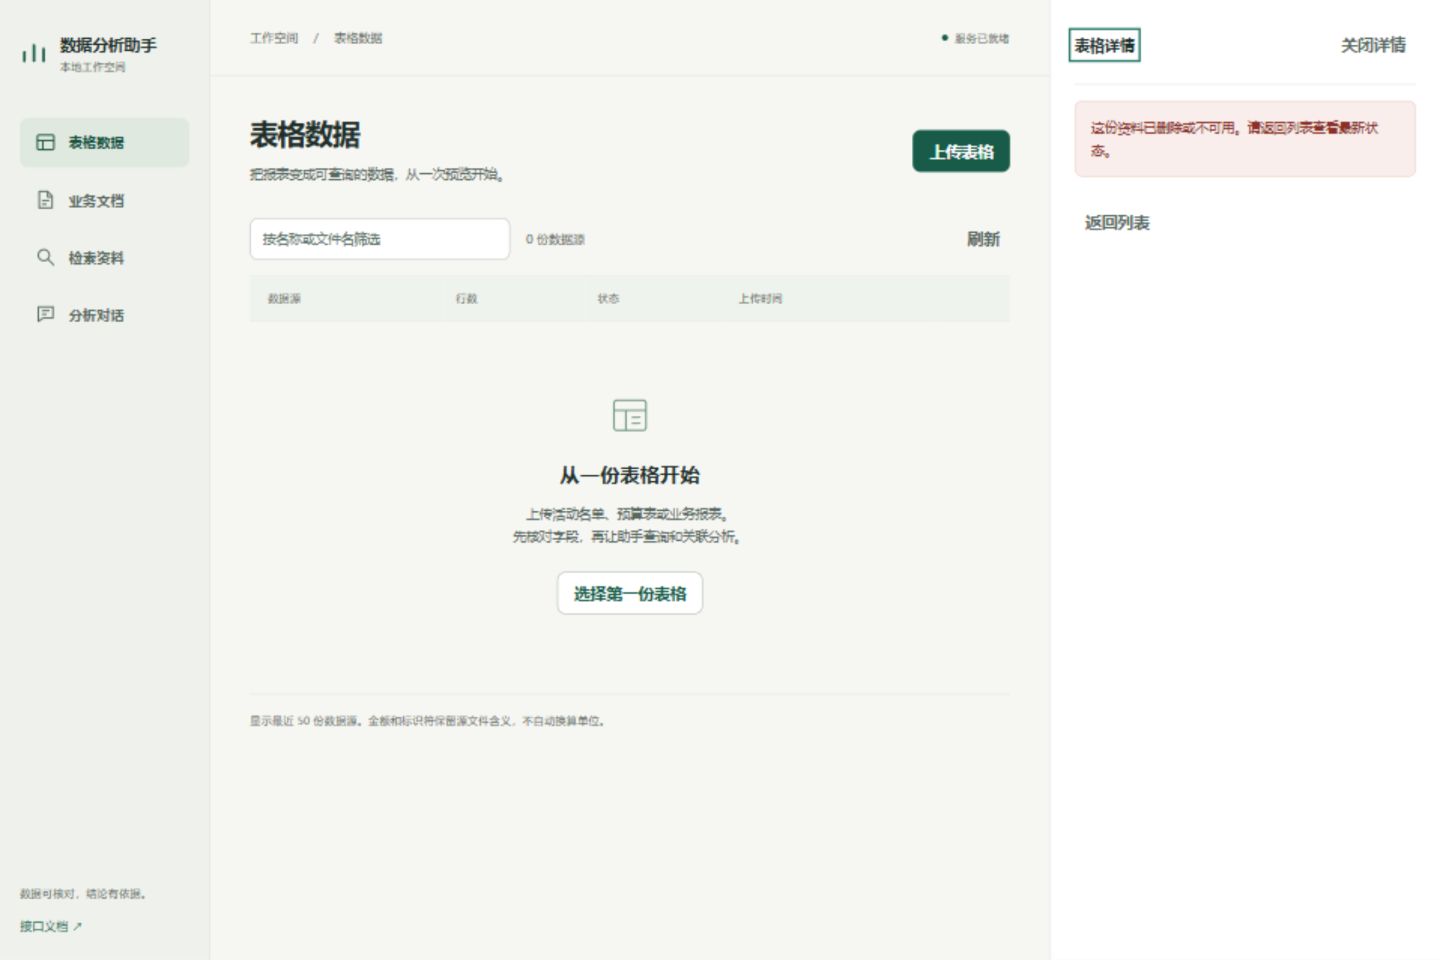 数据分析助手
本地工作空间
表格数据
业务文档
检索资料
分析对话
数据可核对，结论有依据。
接口文档 ↗
工作空间 / 表格数据
服务已就绪
表格数据
把报表变成可查询的数据，从一次预览开始。
上传表格
按名称或文件名筛选
0 份数据源
刷新
数据源 行数 状态 上传时间
从一份表格开始
上传活动名单、预算表或业务报表。
先核对字段，再让助手查询和关联分析。
选择第一份表格
显示最近 50 份数据源。金额和标识符保留源文件含义，不自动换算单位。
表格详情
关闭详情
这份资料已删除或不可用。请返回列表查看最新状
态。
返回列表